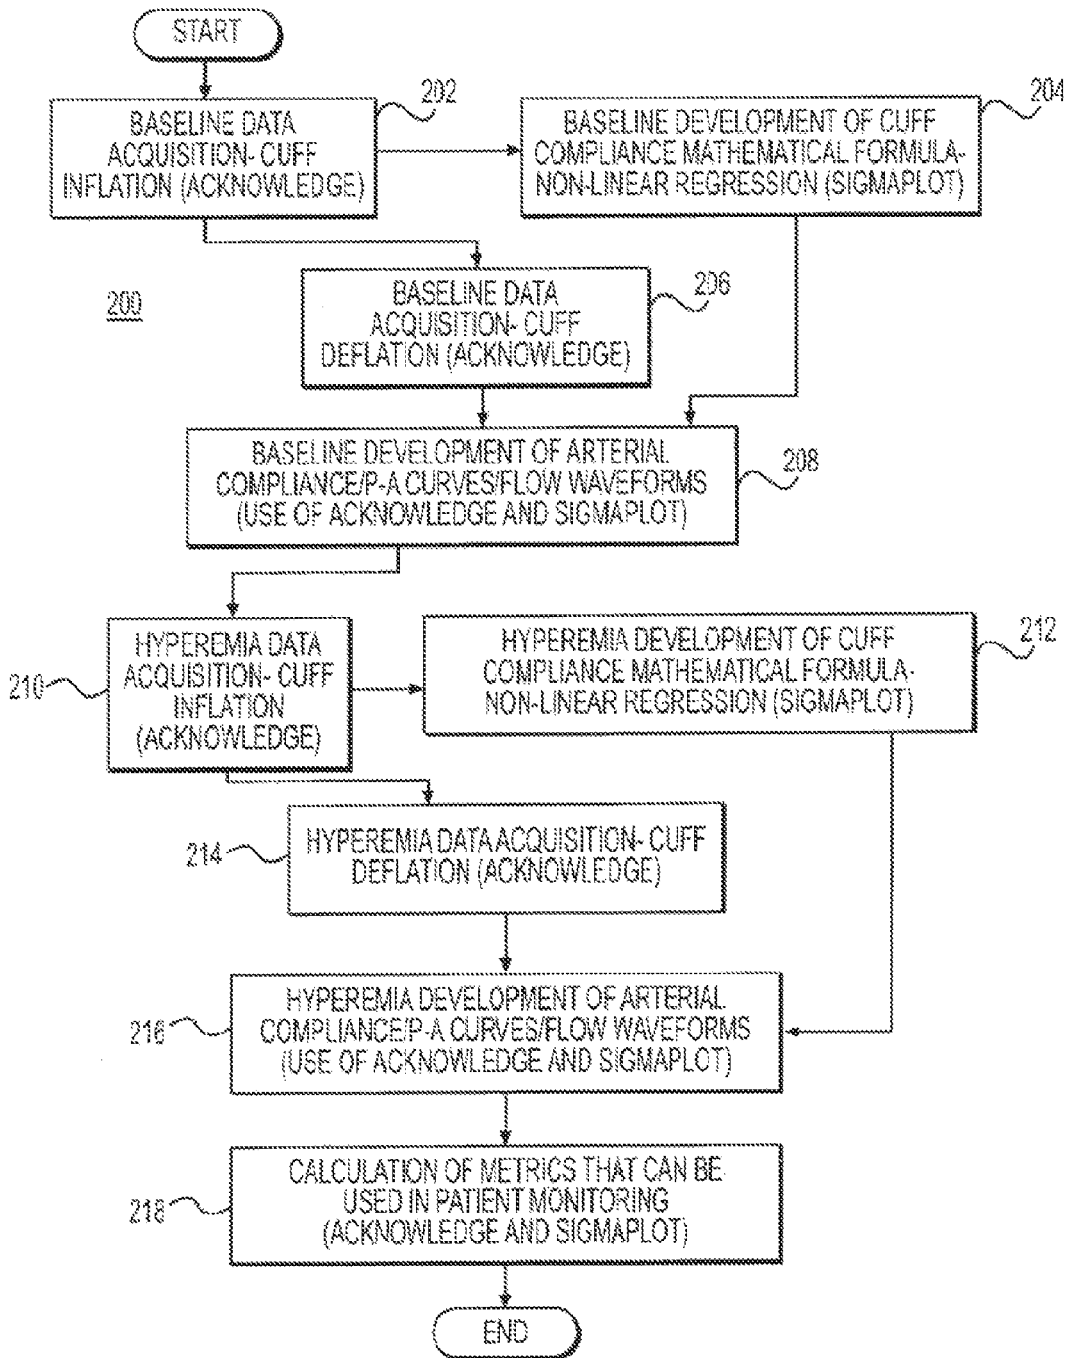 START
202
BASELINE DATA
ACQUISITION- CUFF
INFLATION (ACKNOWLEDGE)
204
BASELINE DEVELOPMENT OF CUFF
COMPLIANCE MATHEMATICAL FORMULA-
NON-LINEAR REGRESSION (SIGMAPLOT)
200
206
BASELINE DATA
ACQUISITION- CUFF
DEFLATION (ACKNOWLEDGE)
BASELINE DEVELOPMENT OF ARTERIAL
COMPLIANCE/P-A CURVES/FLOW WAVEFORMS
(USE OF ACKNOWLEDGE AND SIGMAPLOT)
208
210
HYPEREMIA DATA
ACQUISITION- CUFF
INFLATION
(ACKNOWLEDGE)
212
HYPEREMIA DEVELOPMENT OF CUFF
COMPLIANCE MATHEMATICAL FORMULA-
NON-LINEAR REGRESSION (SIGMAPLOT)
214
HYPEREMIA DATA ACQUISITION- CUFF
DEFLATION (ACKNOWLEDGE)
216
HYPEREMIA DEVELOPMENT OF ARTERIAL
COMPLIANCE/P-A CURVES/FLOW WAVEFORMS
(USE OF ACKNOWLEDGE AND SIGMAPLOT)
218
CALCULATION OF METRICS THAT CAN BE
USED IN PATIENT MONITORING
(ACKNOWLEDGE AND SIGMAPLOT)
END